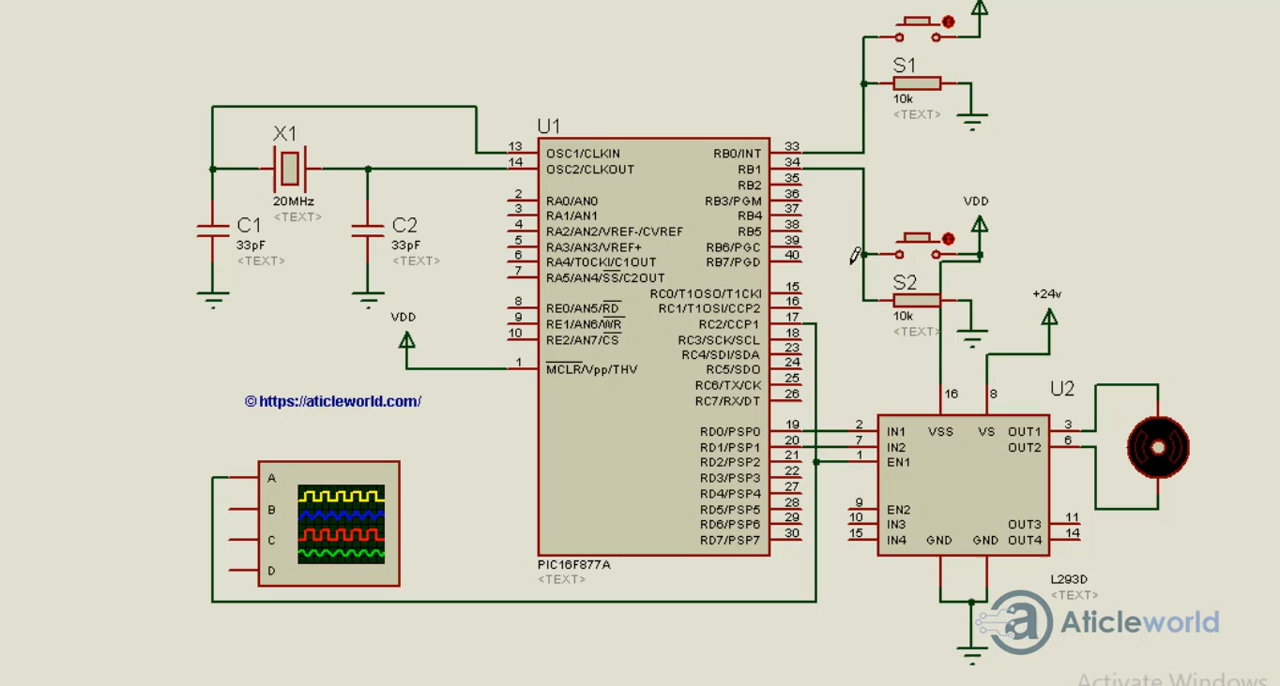 S1
10k
<TEXT>
X1
20MHz
<TEXT>
C1
33pF
<TEXT>
C2
33pF
<TEXT>
VDD
U1
13 OSC1/CLKIN
14 OSC2/CLKOUT
2 RA0/AN0
3 RA1/AN1
4 RA2/AN2/VREF-/CVREF
5 RA3/AN3/VREF+
6 RA4/T0CKI/C1OUT
7 RA5/AN4/SS/C2OUT
8 RE0/AN5/RD
9 RE1/AN6/WR
10 RE2/AN7/CS
1 MCLR/Vpp/THV
RB0/INT 33
RB1 34
RB2 35
RB3/PGM 36
RB4 37
RB5 38
RB6/PGC 39
RB7/PGD 40
RC0/T1OSO/T1CKI 15
RC1/T1OSI/CCP2 16
RC2/CCP1 17
RC3/SCK/SCL 18
RC4/SDI/SDA 23
RC5/SDO 24
RC6/TX/CK 25
RC7/RX/DT 26
RD0/PSP0 19
RD1/PSP1 20
RD2/PSP2 21
RD3/PSP3 22
RD4/PSP4 27
RD5/PSP5 28
RD6/PSP6 29
RD7/PSP7 30
PIC16F877A
<TEXT>
VDD
S2
10k
<TEXT>
+24v
U2
16
8
2 IN1
7 IN2
1 EN1
9 EN2
10 IN3
15 IN4
VSS
VS
OUT1 3
OUT2 6
OUT3 11
OUT4 14
GND
GND
L293D
<TEXT>
© https://aticleworld.com/
A
B
C
D
a Aticleworld
Activate Windows